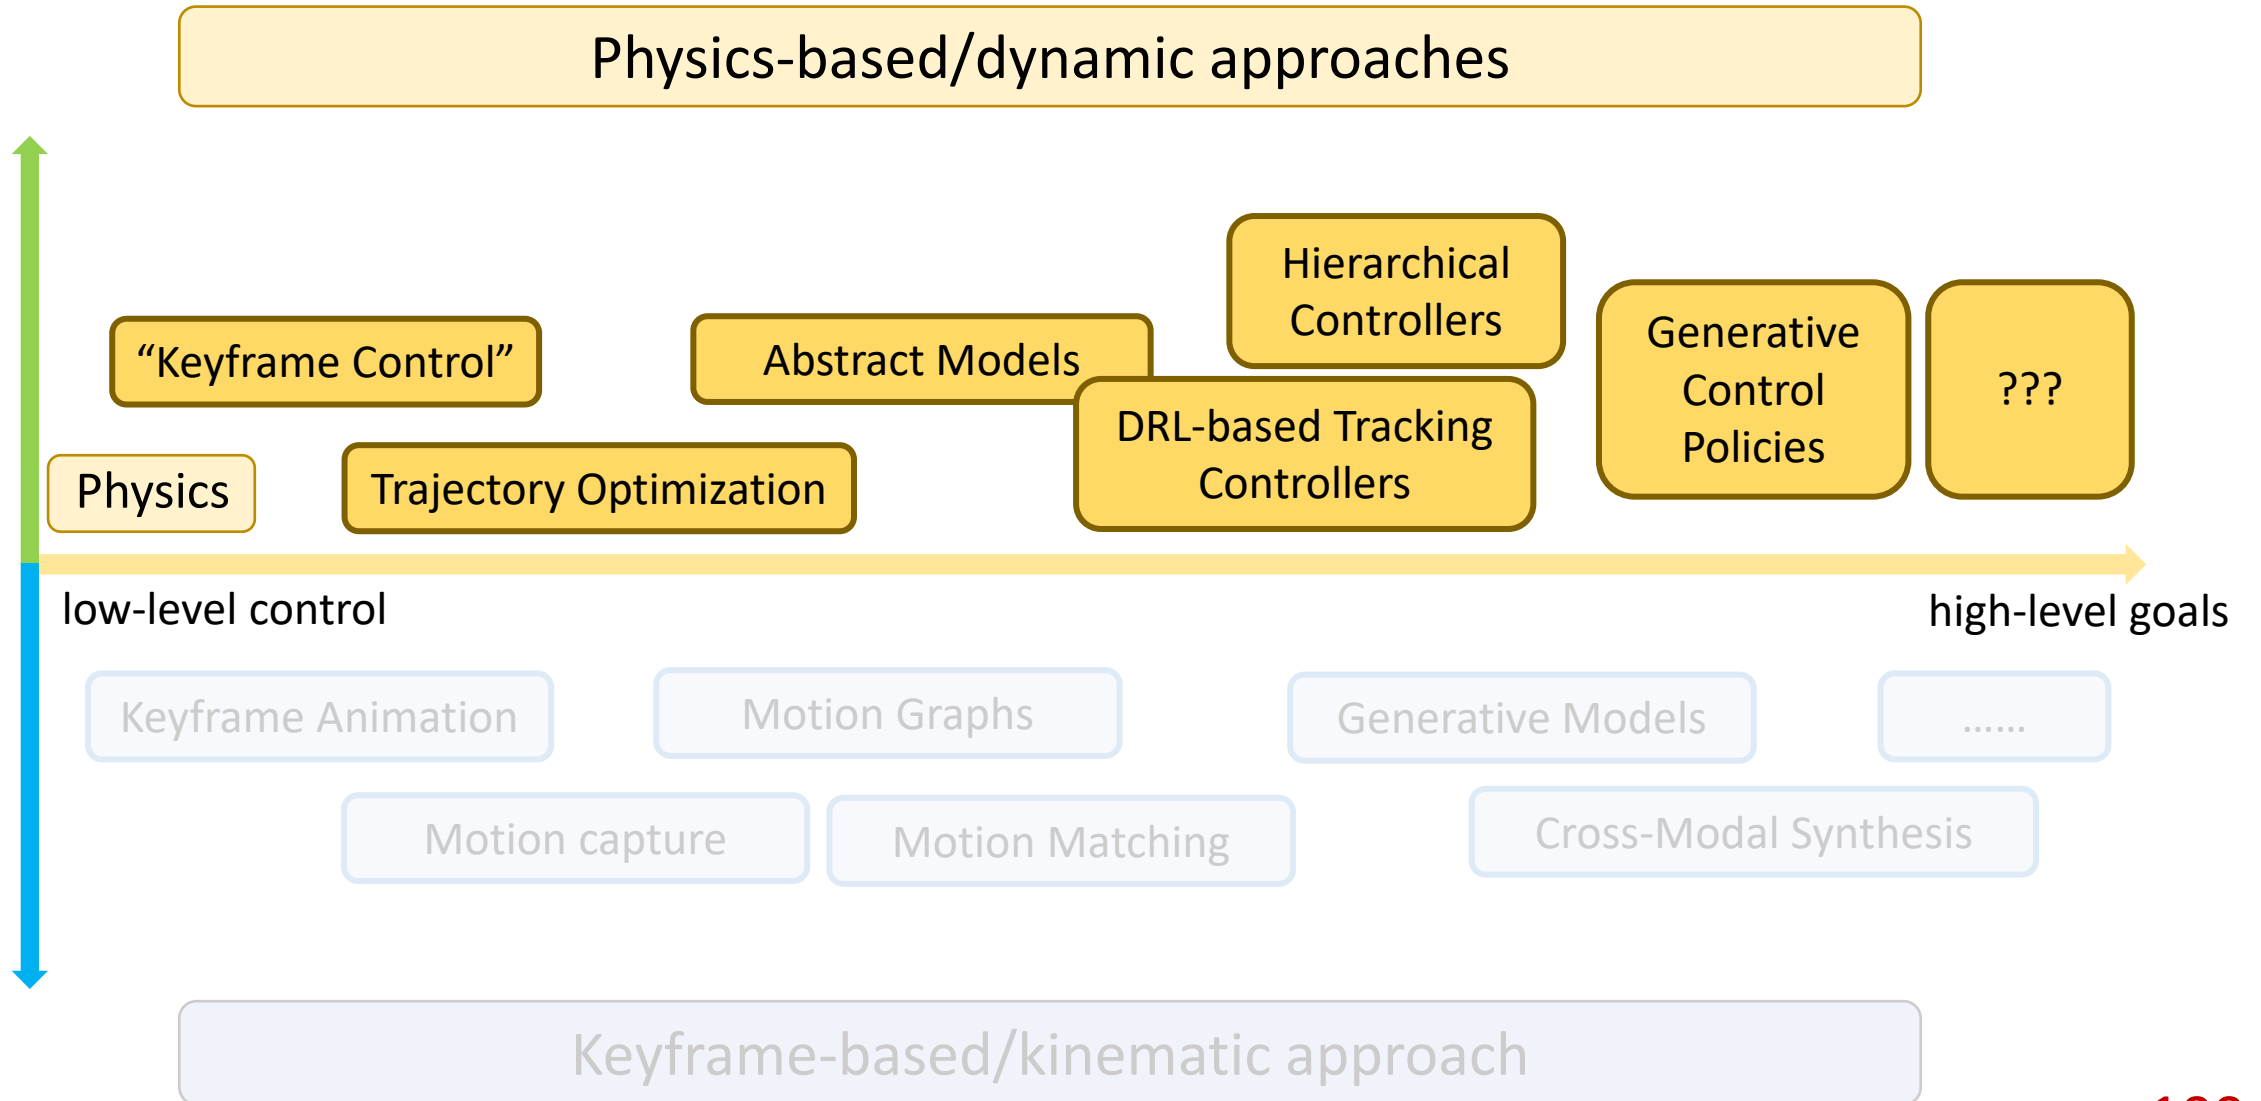 Physics-based/dynamic approaches
Hierarchical
Controllers
“Keyframe Control”
Abstract Models
Generative
Control
Policies
???
DRL-based Tracking
Controllers
Physics
Trajectory Optimization
low-level control
high-level goals
Keyframe Animation
Motion Graphs
Generative Models
......
Motion capture
Motion Matching
Cross-Modal Synthesis
Keyframe-based/kinematic approach